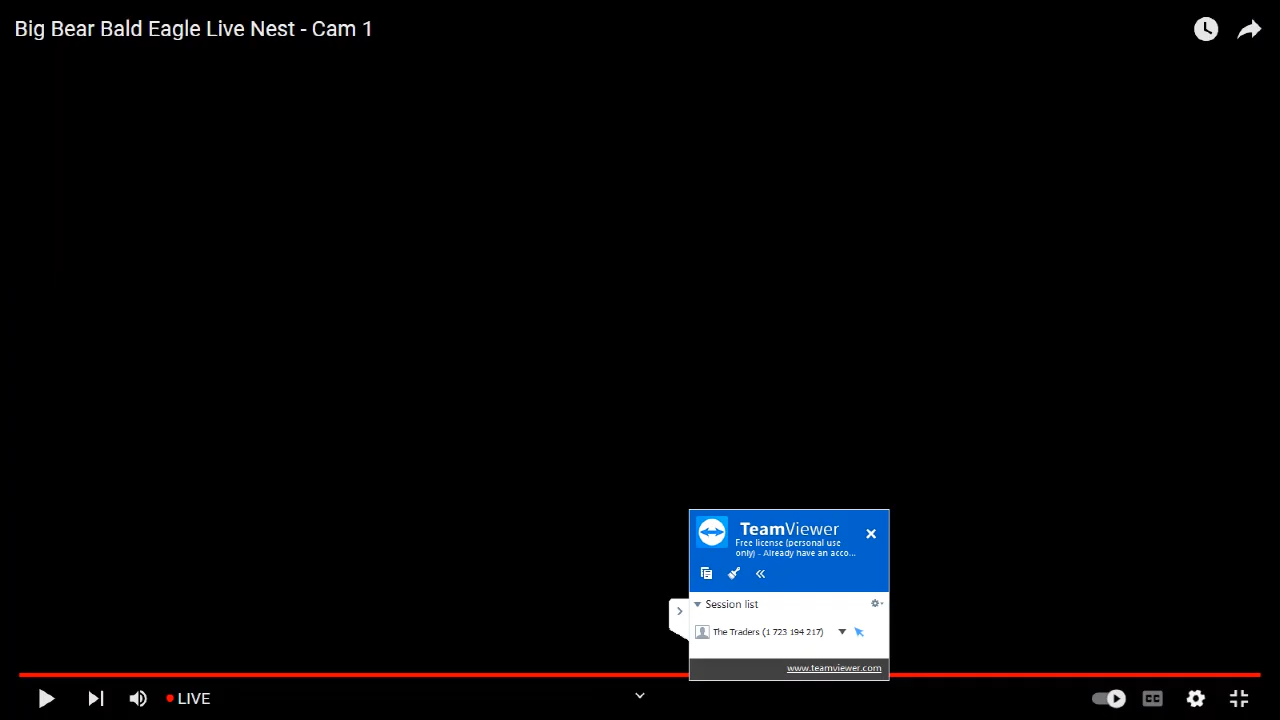 Big Bear Bald Eagle Live Nest - Cam 1
TeamViewer
Free license (personal use
only) - Already have an acco...
Session list
The Traders (1 723 194 217)
www.teamviewer.com
LIVE
CC